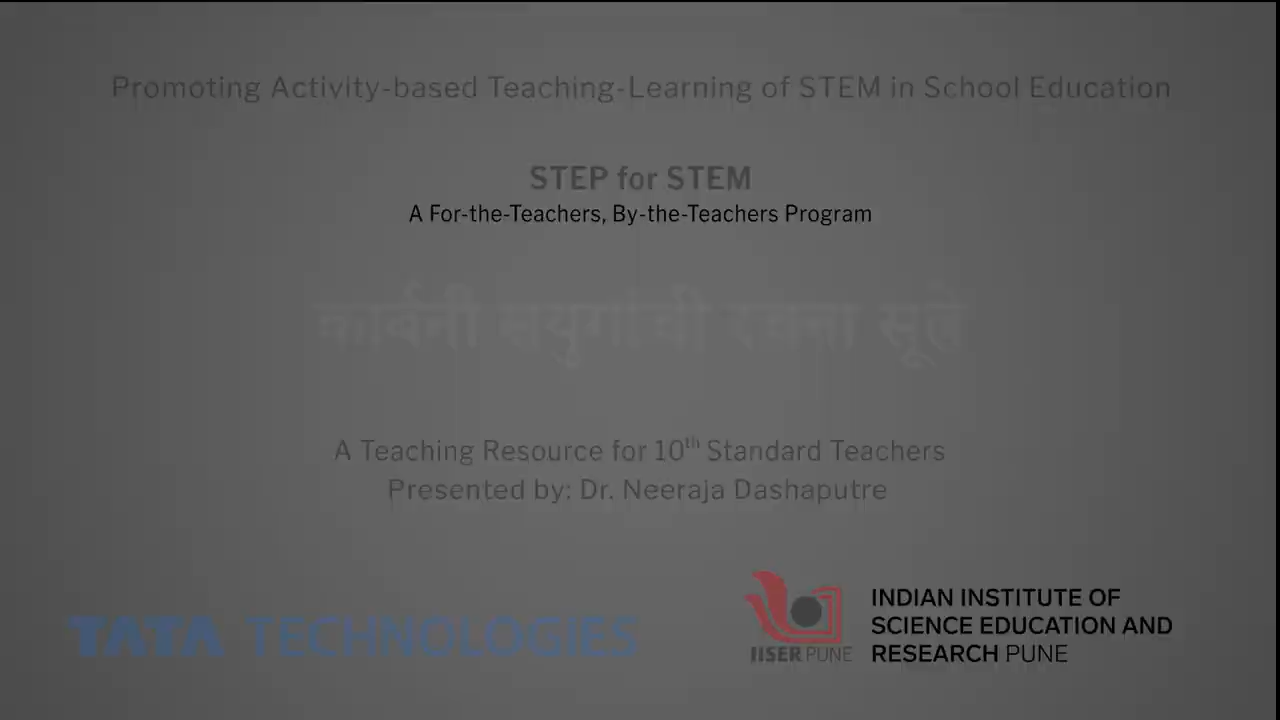 Promoting Activity-based Teaching-Learning of STEM in School Education
STEP for STEM
A For-the-Teachers, By-the-Teachers Program
कार्बनी संयुगांची रचना सूत्रे
A Teaching Resource for 10th Standard Teachers
Presented by: Dr. Neeraja Dashaputre
TATA TECHNOLOGIES
IISER PUNE
INDIAN INSTITUTE OF
SCIENCE EDUCATION AND
RESEARCH PUNE